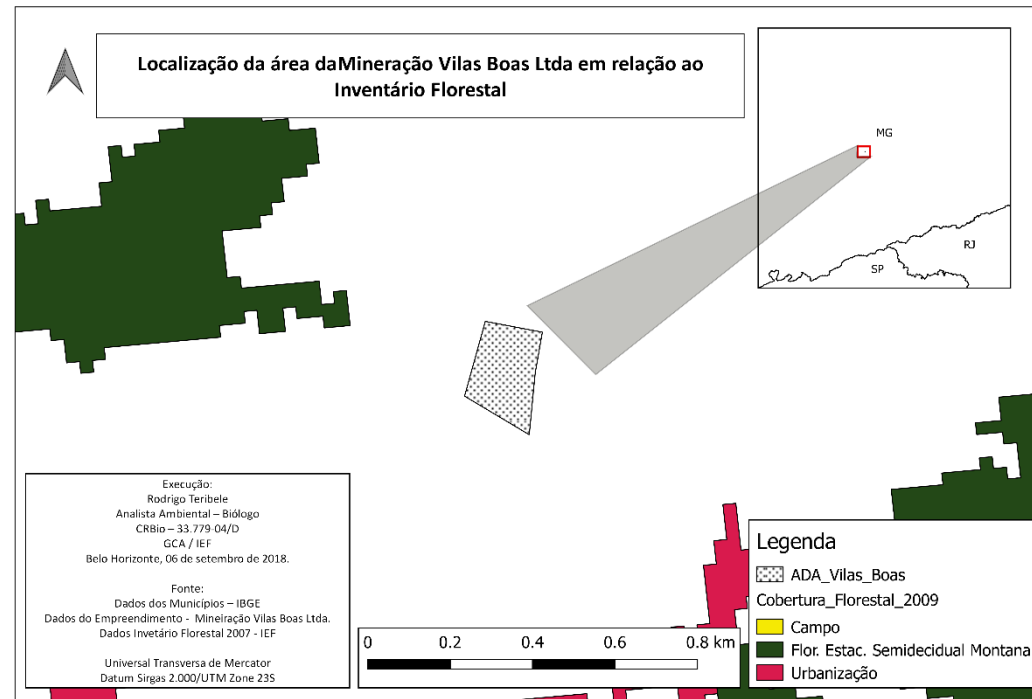 Localização da área daMineração Vilas Boas Ltda em relação ao
Inventário Florestal
MG
RJ
SP
Execução:
Rodrigo Teribele
Analista Ambiental – Biólogo
CRBio – 33.779-04/D
GCA / IEF
Belo Horizonte, 06 de setembro de 2018.
Fonte:
Dados dos Municípios – IBGE
Dados do Empreendimento - Mineiração Vilas Boas Ltda.
Dados Invetário Florestal 2007 - IEF
Universal Transversa de Mercator
Datum Sirgas 2.000/UTM Zone 23S
0 0.2 0.4 0.6 0.8 km
Legenda
ADA_Vilas_Boas
Cobertura_Florestal_2009
Campo
Flor. Estac. Semidecidual Montana
Urbanização